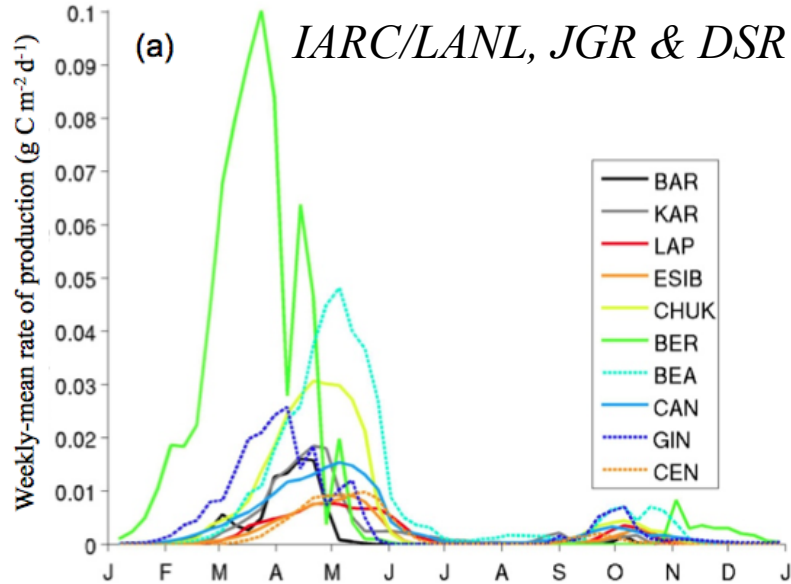 (a) IARC/LANL, JGR & DSR
Weekly-mean rate of production (g C m⁻² d⁻¹)
0.1
0.09
0.08
0.07
0.06
0.05
0.04
0.03
0.02
0.01
0
BAR
KAR
LAP
ESIB
CHUK
BER
BEA
CAN
GIN
CEN
J F M A M J J A S O N D J